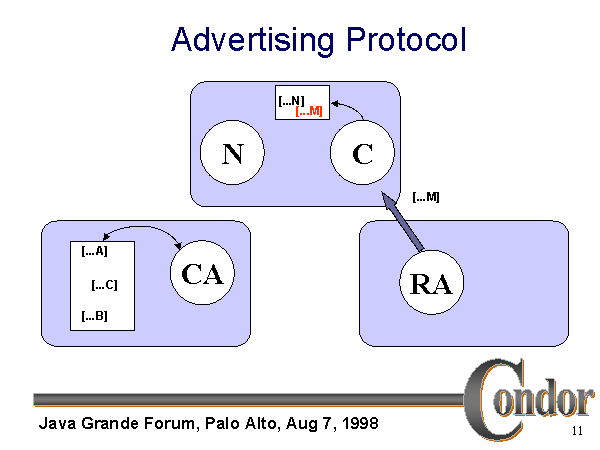 Advertising Protocol
[...N]
[...M]
N
C
[...M]
[...A]
[...C]
[...B]
CA
RA
Condor
Java Grande Forum, Palo Alto, Aug 7, 1998
11